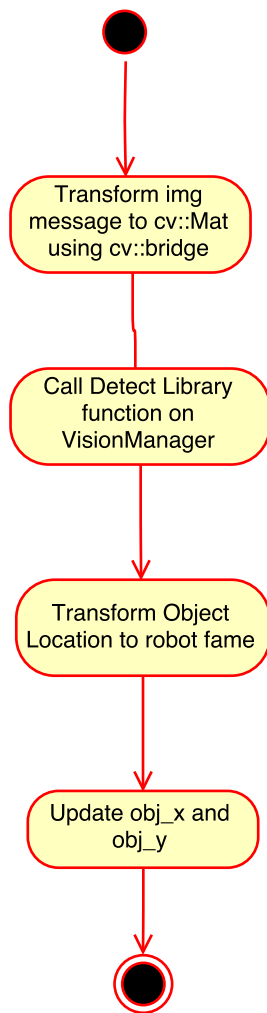 Transform img
message to cv::Mat
using cv::bridge
Call Detect Library
function on
VisionManager
Transform Object
Location to robot fame
Update obj_x and
obj_y